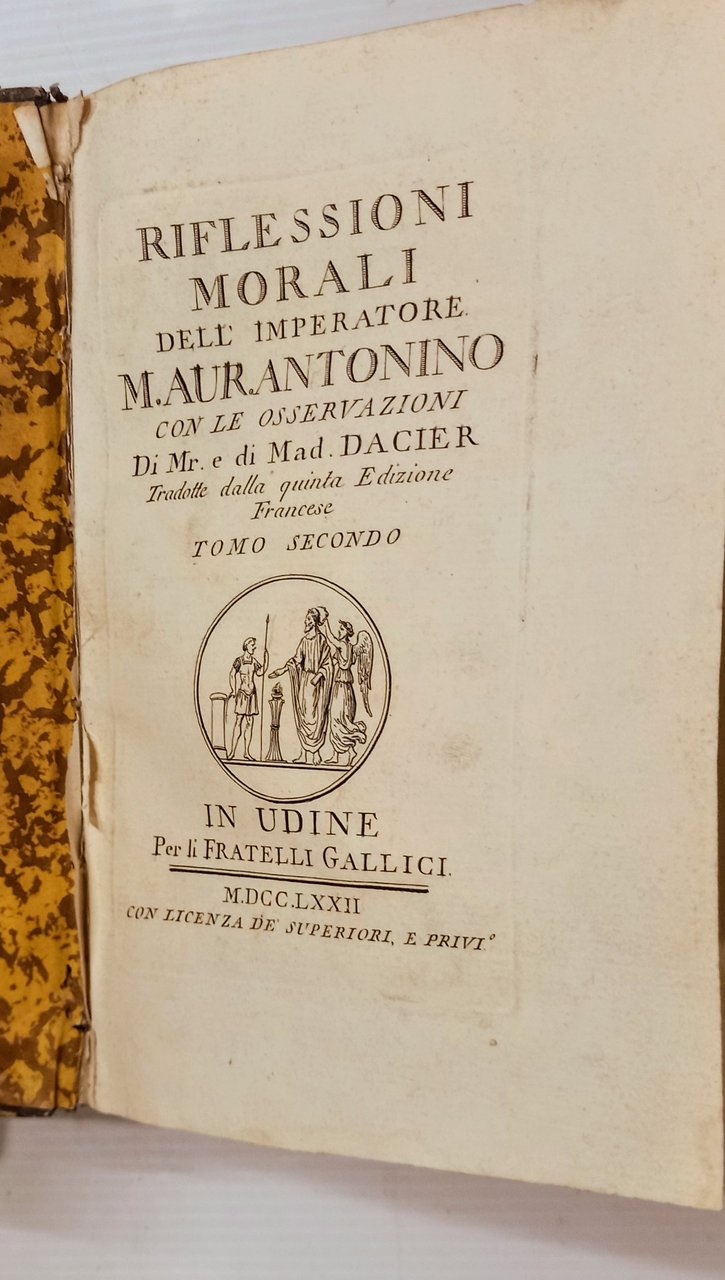 RIFLESSIONI
MORALI
DELL' IMPERATORE
M. AUR. ANTONINO
CON LE OSSERVAZIONI
Di Mr. e di Mad. DACIER
Tradotte dalla quinta Edizione
Francese
TOMO SECONDO
IN UDINE
Per li FRATELLI GALLICI.
M.DCC.LXXII
CON LICENZA DE' SUPERIORI, E PRIVI.º